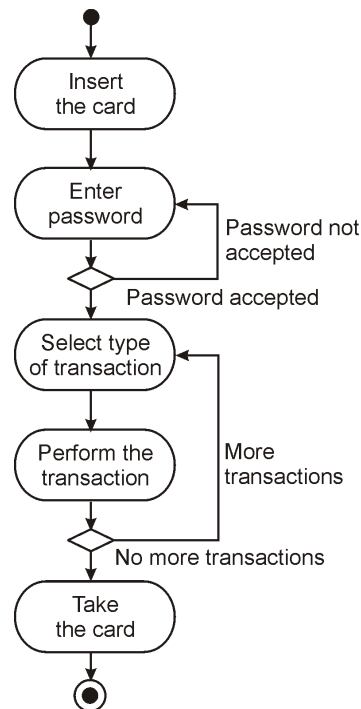 Insert
the card
Enter
password
Password not
accepted
Password accepted
Select type
of transaction
Perform the
transaction
More
transactions
No more transactions
Take
the card